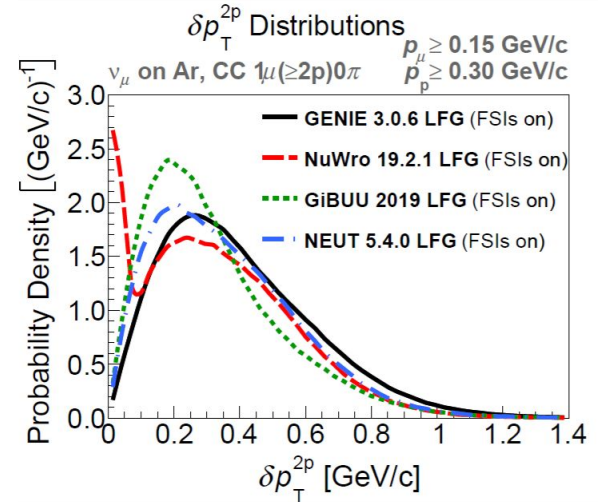 δp_T^2p Distributions
p_μ ≥ 0.15 GeV/c
ν_μ on Ar, CC 1μ(≥2p)0π p_p ≥ 0.30 GeV/c
Probability Density [(GeV/c)^-1]
3.0
2.5
2.0
1.5
1.0
0.5
0.0
GENIE 3.0.6 LFG (FSIs on)
NuWro 19.2.1 LFG (FSIs on)
GiBUU 2019 LFG (FSIs on)
NEUT 5.4.0 LFG (FSIs on)
0 0.2 0.4 0.6 0.8 1 1.2 1.4
δp_T^2p [GeV/c]